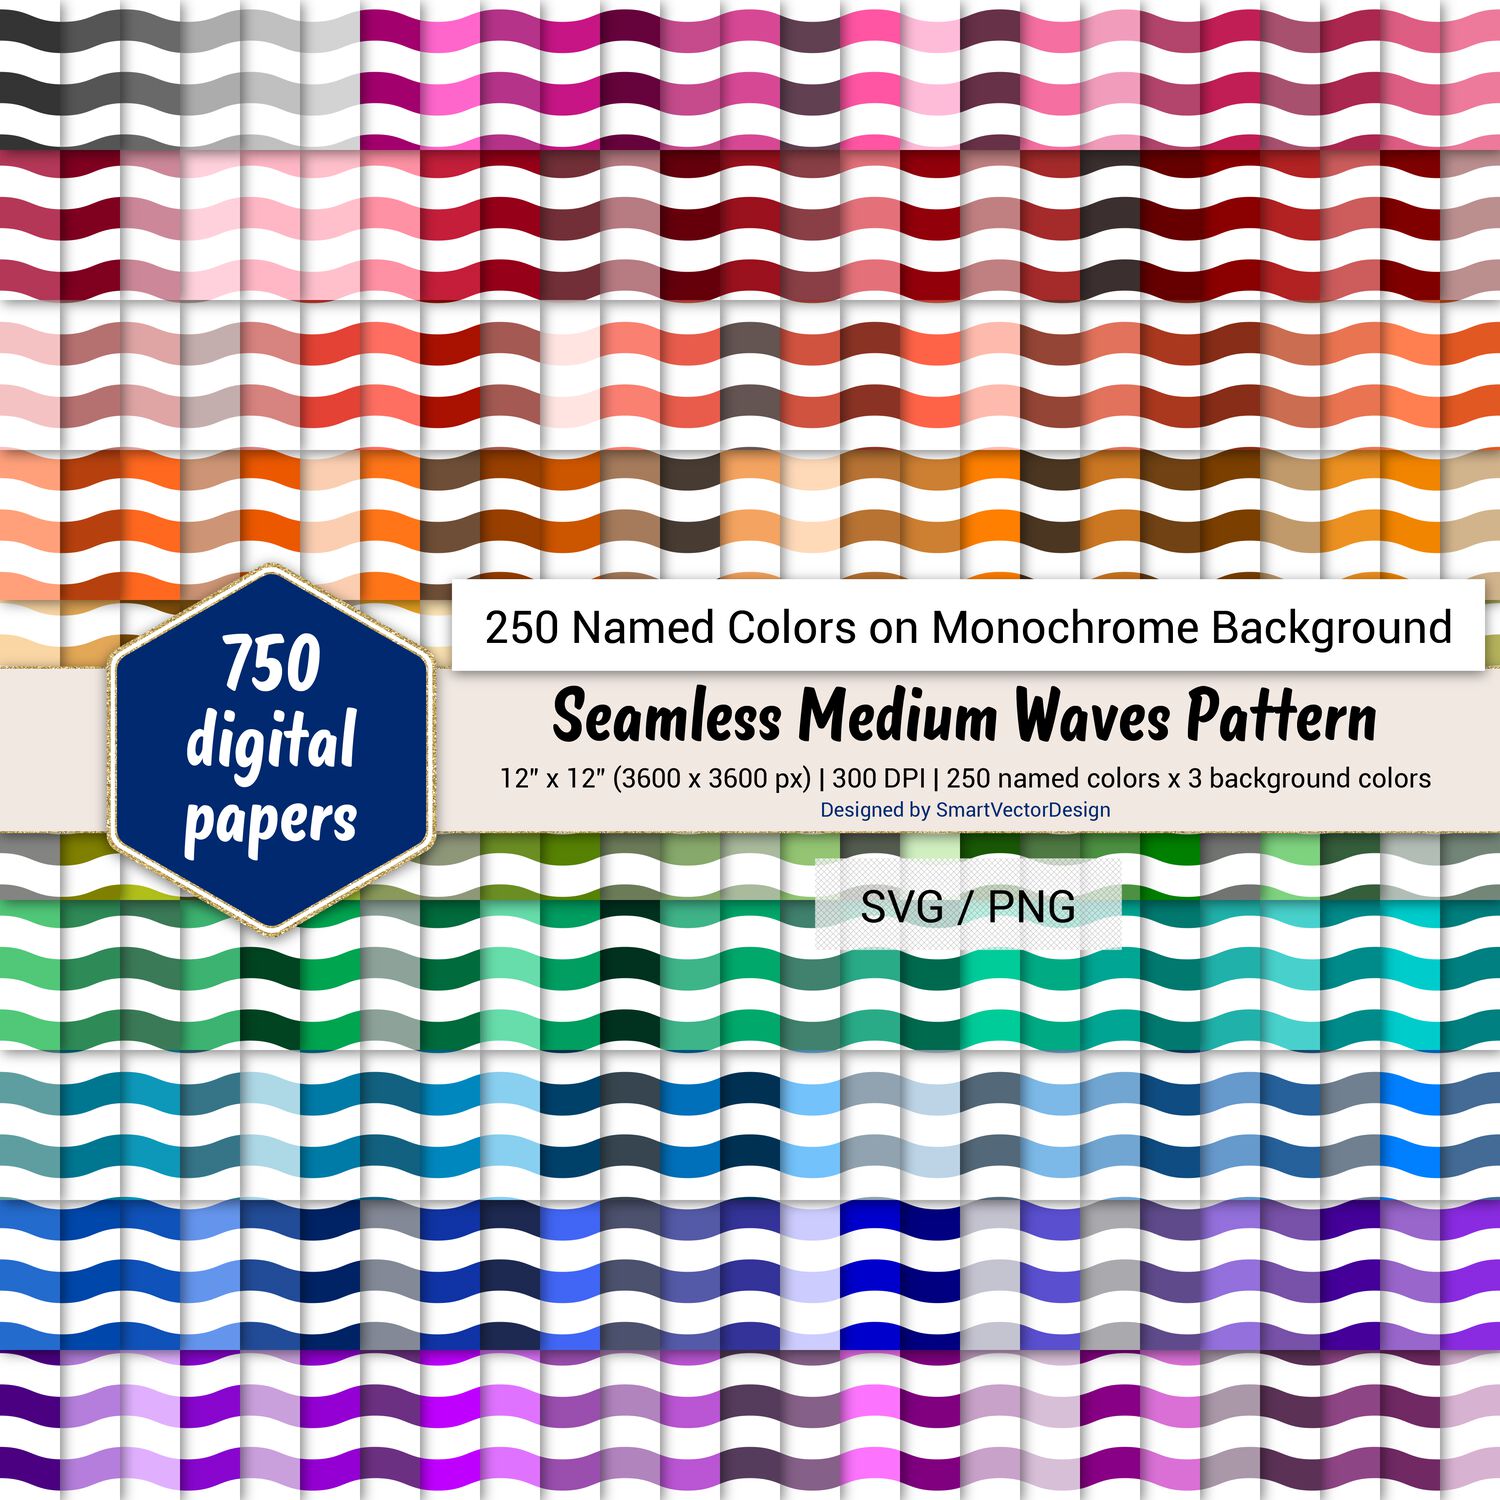 250 Named Colors on Monochrome Background
750
digital
papers
Seamless Medium Waves Pattern
12" x 12" (3600 x 3600 px) | 300 DPI | 250 named colors x 3 background colors
Designed by SmartVectorDesign
SVG / PNG